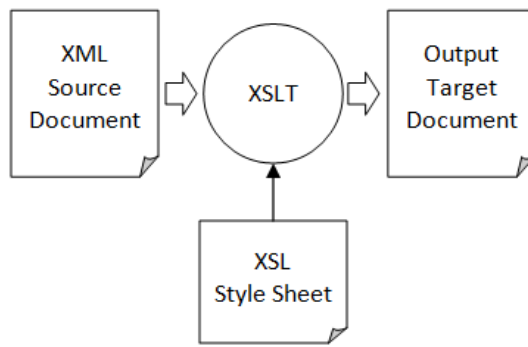 XML
Source
Document
XSLT
Output
Target
Document
XSL
Style Sheet